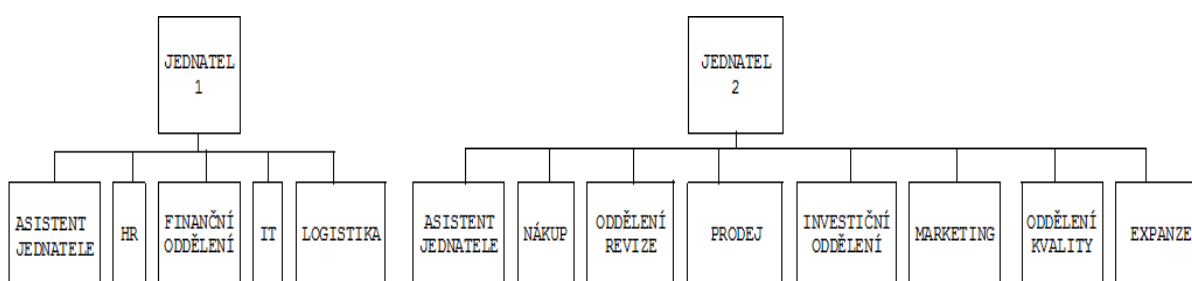 JEDNATEL
1
JEDNATEL
2
ASISTENT
JEDNATELE
HR
FINANČNÍ
ODDĚLENÍ
IT
LOGISTIKA
ASISTENT
JEDNATELE
NÁKUP
ODDĚLENÍ
REVIZE
PRODEJ
INVESTIČNÍ
ODDĚLENÍ
MARKETING
ODDĚLENÍ
KVALITY
EXPANZE